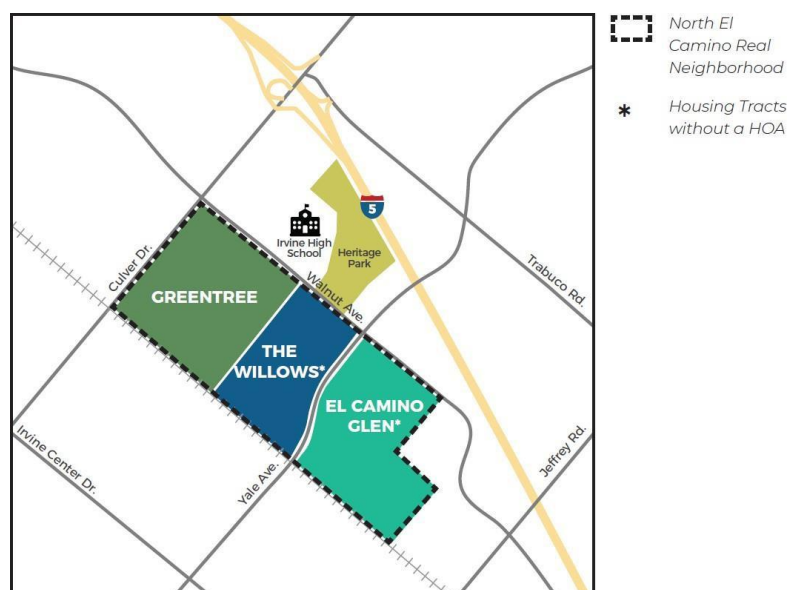 North El
Camino Real
Neighborhood
*
Housing Tracts
without a HOA
5
Irvine High
School
Heritage
Park
Culver Dr.
Walnut Ave.
Trabuco Rd.
GREENTREE
THE
WILLOWS*
EL CAMINO
GLEN*
Irvine Center Dr.
Yale Ave.
Jeffrey Rd.